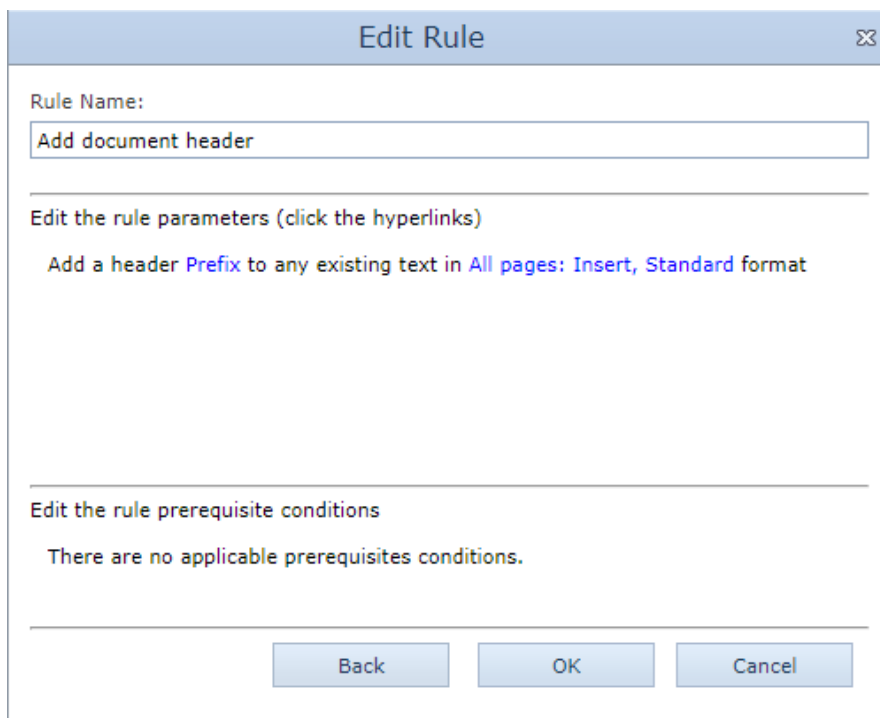 Edit Rule
Rule Name:
Add document header
Edit the rule parameters (click the hyperlinks)
Add a header Prefix to any existing text in All pages: Insert, Standard format
Edit the rule prerequisite conditions
There are no applicable prerequisites conditions.
Back OK Cancel